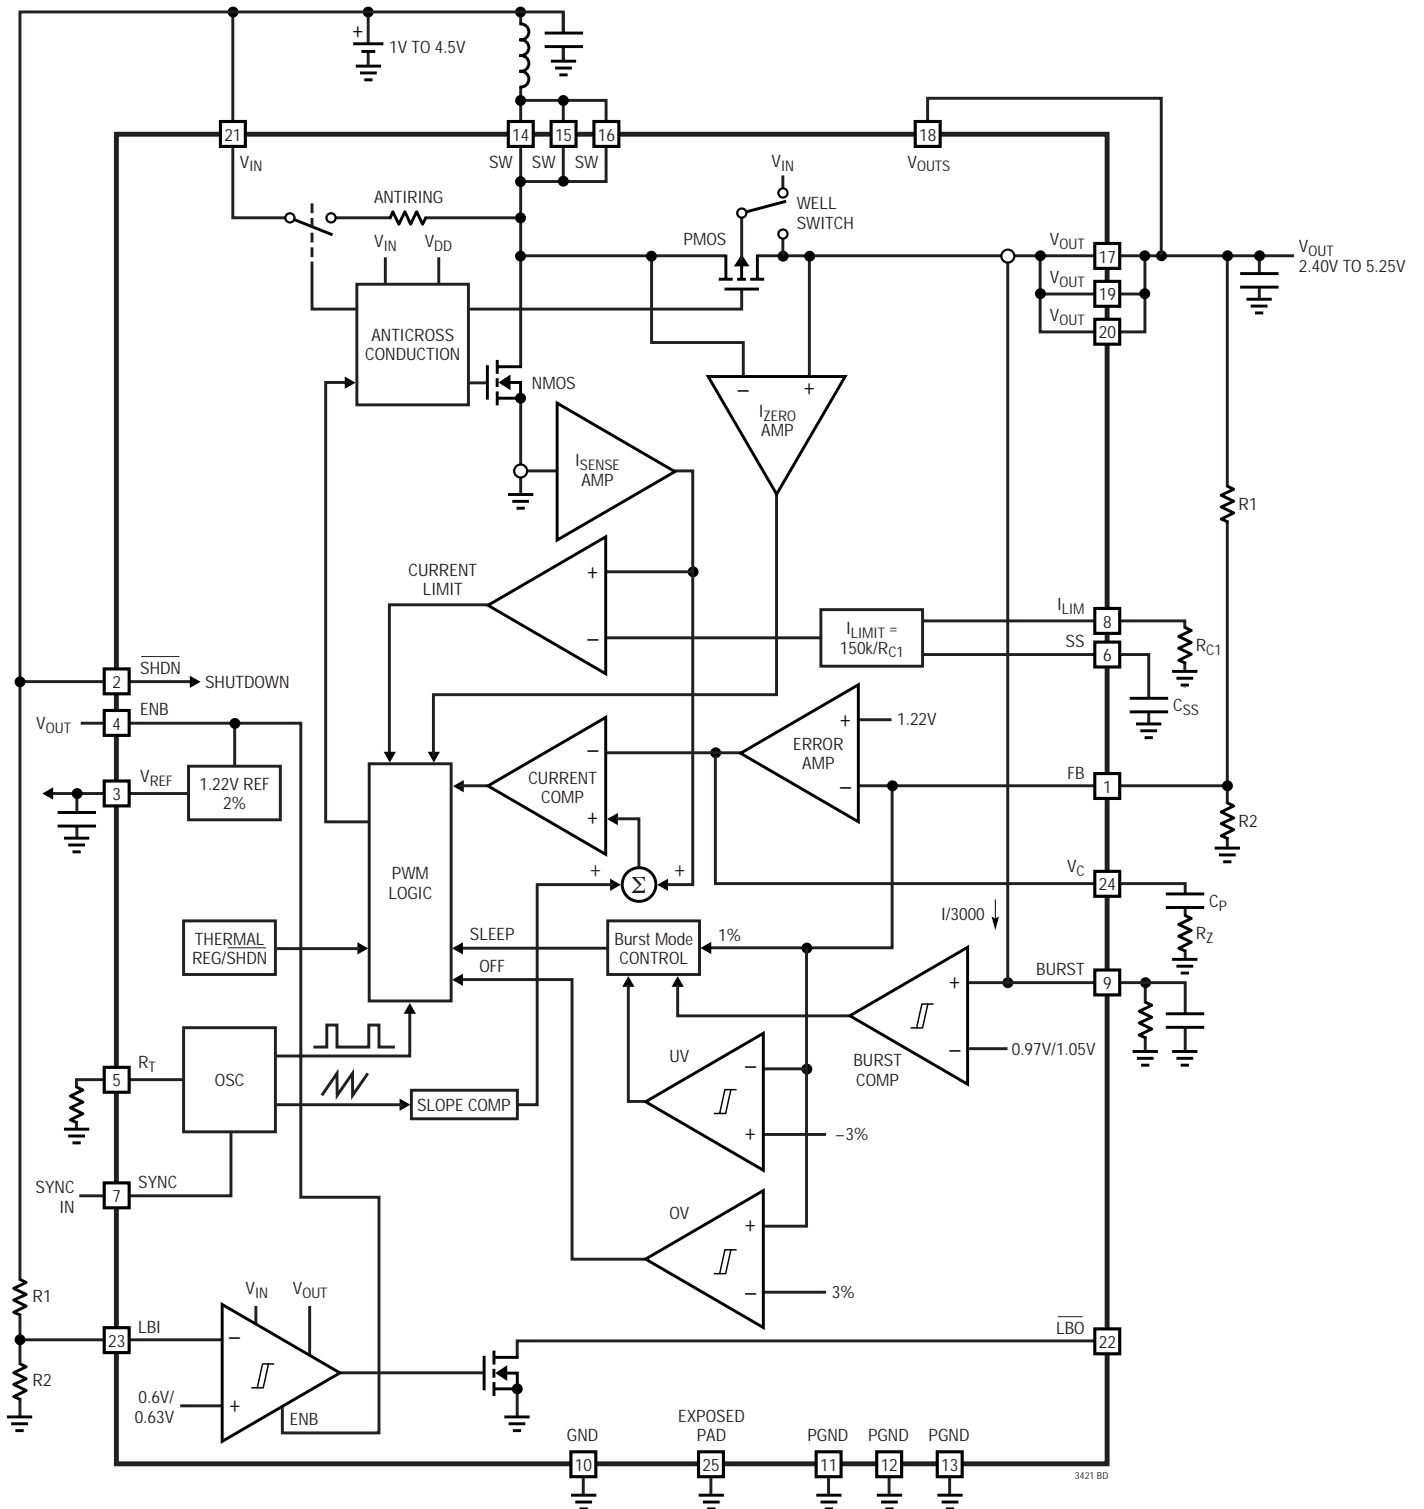 +
1V TO 4.5V
21
14
15
16
18
VIN
SW
SW
SW
VOUTS
ANTIRING
VIN
WELL
SWITCH
VIN
VDD
PMOS
VOUT
17
VOUT
2.40V TO 5.25V
VOUT
19
VOUT
20
ANTICROSS
CONDUCTION
NMOS
–
+
IZERO
AMP
ISENSE
AMP
R1
CURRENT
LIMIT
+
–
ILIMIT =
150k/RC1
ILIM
8
SS
6
RC1
CSS
2
SHDN
SHUTDOWN
VOUT
4
ENB
3
VREF
1.22V REF
2%
+
1.22V
ERROR
AMP
–
–
CURRENT
COMP
+
FB
1
R2
PWM
LOGIC
+
Σ
+
VC
24
CP
RZ
THERMAL
REG/SHDN
SLEEP
OFF
Burst Mode
CONTROL
1%
I/3000
BURST
9
+
–
0.97V/1.05V
BURST
COMP
5
RT
OSC
SLOPE COMP
UV
–
+
–3%
SYNC
IN
7
SYNC
OV
+
–
3%
R1
VIN
VOUT
23
LBI
–
R2
0.6V/
0.63V
+
ENB
LBO
22
GND
EXPOSED
PAD
PGND
PGND
PGND
10
25
11
12
13
3421 BD